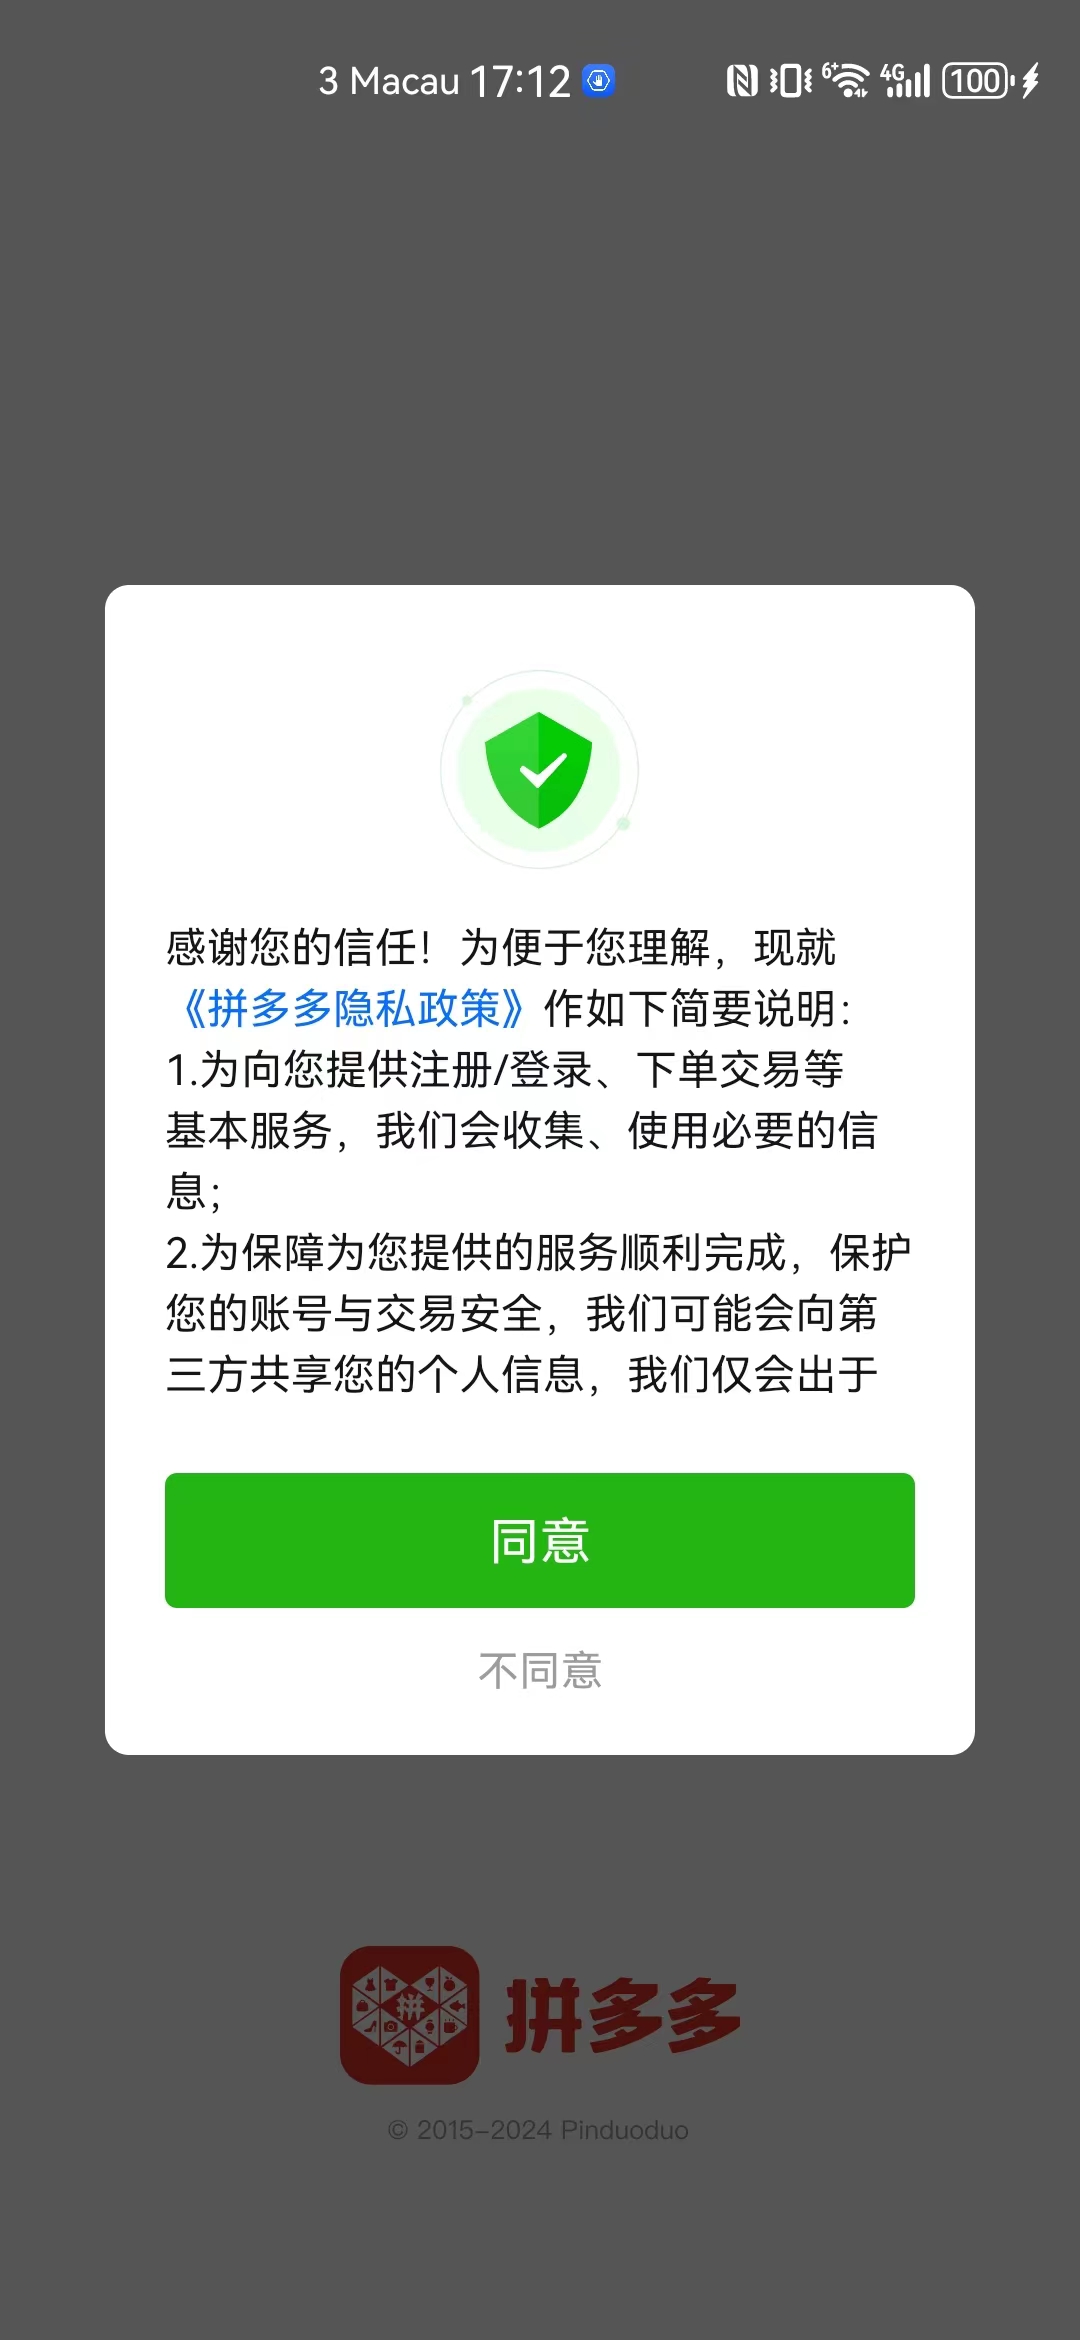 3 Macau 17:12
6+ 4G 100
感谢您的信任！为便于您理解，现就
《拼多多隐私政策》作如下简要说明：
1.为向您提供注册/登录、下单交易等
基本服务，我们会收集、使用必要的信
息；
2.为保障为您提供的服务顺利完成，保护
您的账号与交易安全，我们可能会向第
三方共享您的个人信息，我们仅会出于
同意
不同意
拼 拼多多
© 2015-2024 Pinduoduo